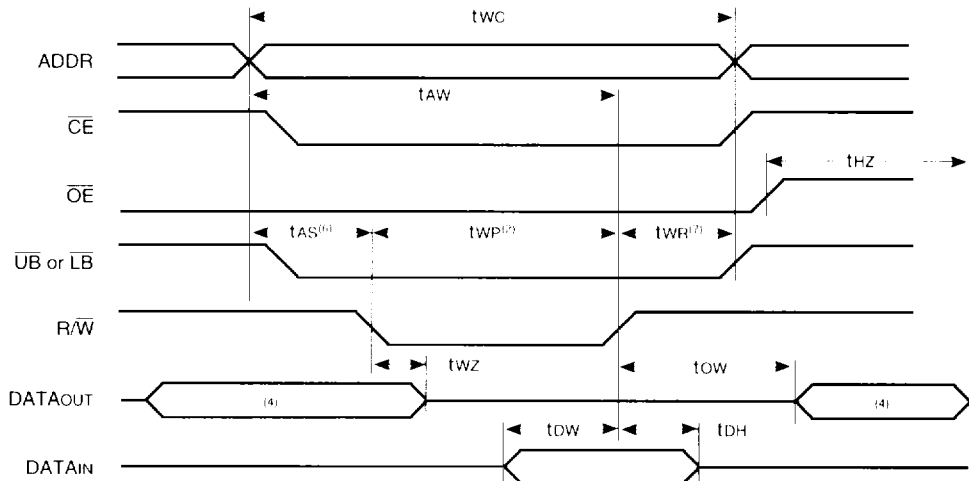 tWC
ADDR
tAW
CE
tHZ
OE
tAS(6) tWP(2) tWR(7)
UB or LB
R/W
tWZ tOW
DATAOUT (4) (4)
tDW tDH
DATAIN